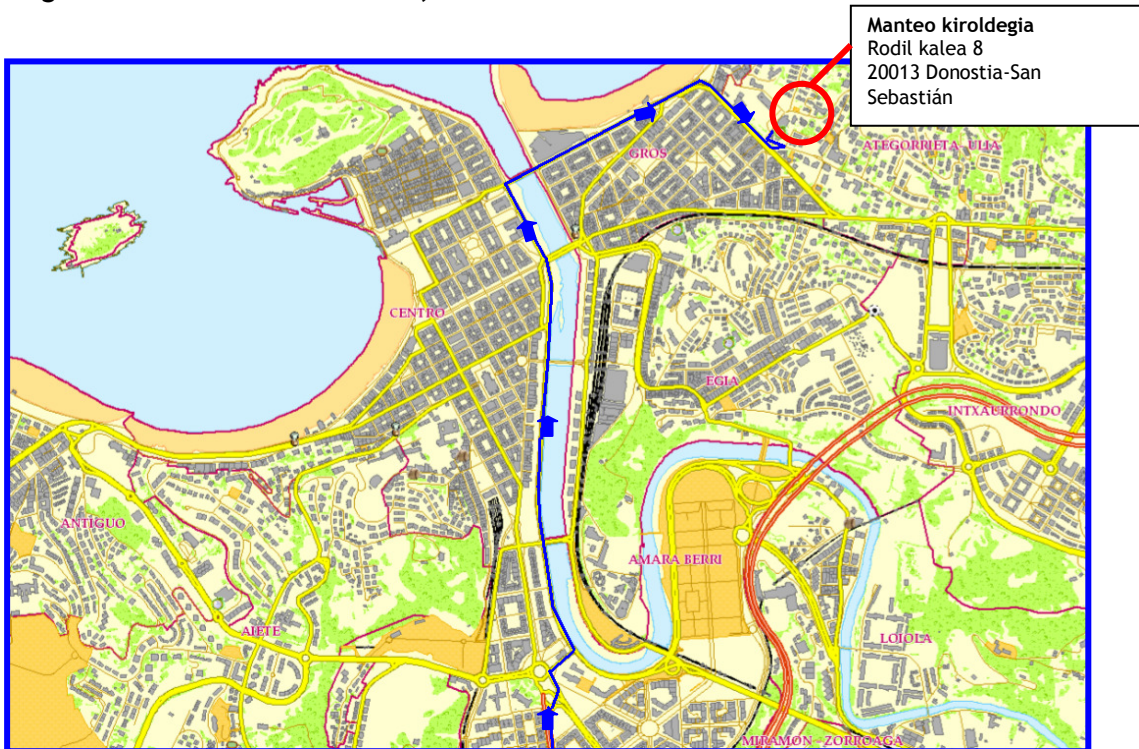 Manteo kiroldegia
Rodil kalea 8
20013 Donostia-San
Sebastián
GROS
ATEGORRIETA-ULIA
CENTRO
EGIA
INTXAURRONDO
ANTIGUO
AMARA BERRI
AIETE
LOIOLA
MIRAMON - ZORROAGA